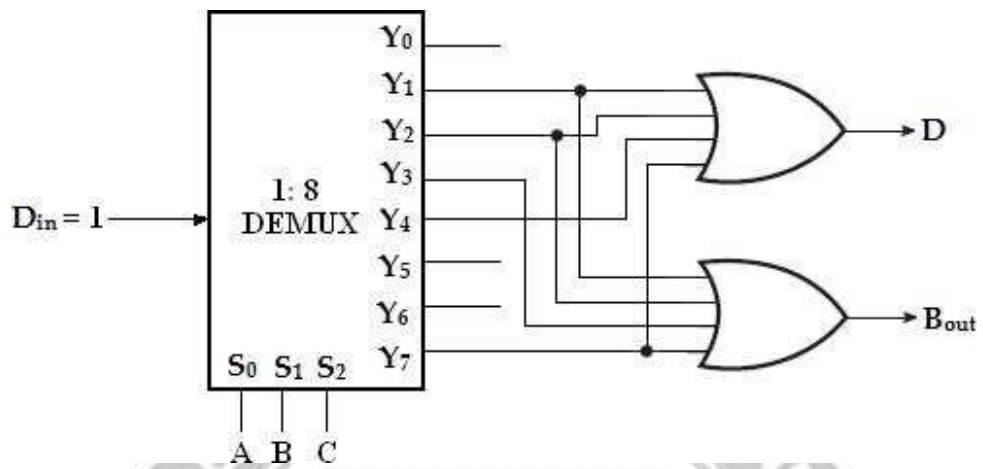 Y0
Y1
D
Y2
Y3
1: 8
Din = 1
DEMUX
Y4
Y5
Y6
Bout
Y7
S0 S1 S2
A B C